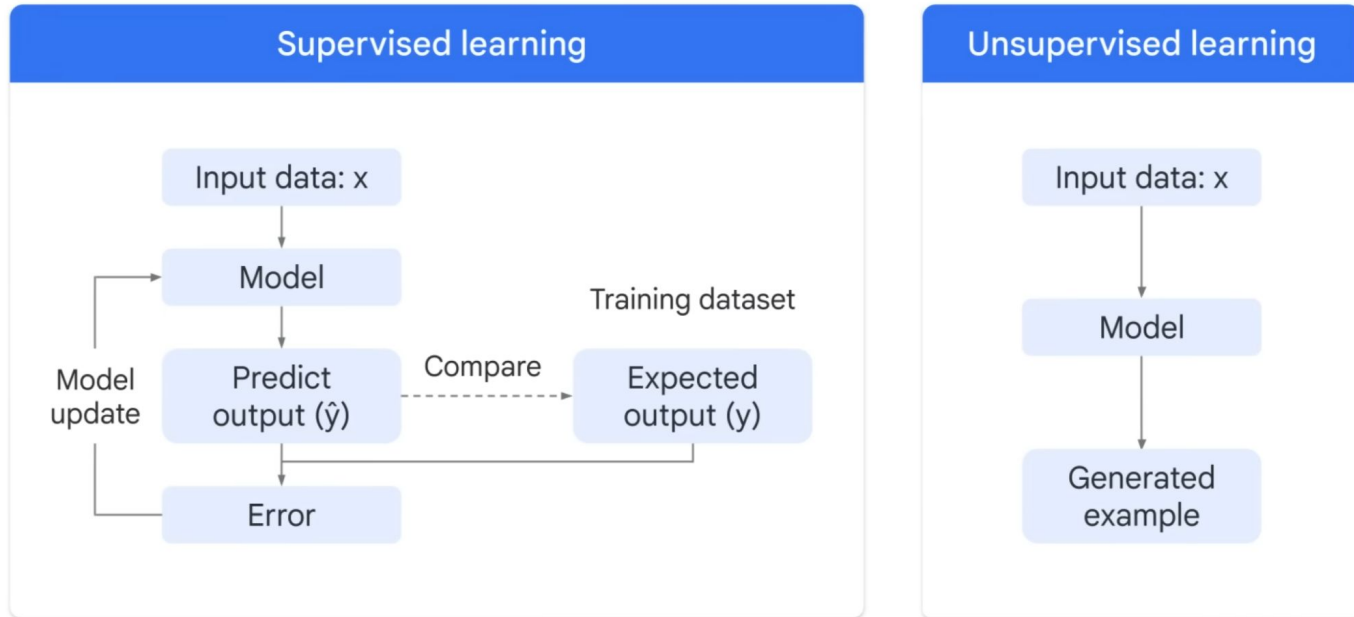 Supervised learning
Input data: x
Model
Training dataset
Model
update
Predict
output (ŷ)
Compare
Expected
output (y)
Error
Unsupervised learning
Input data: x
Model
Generated
example